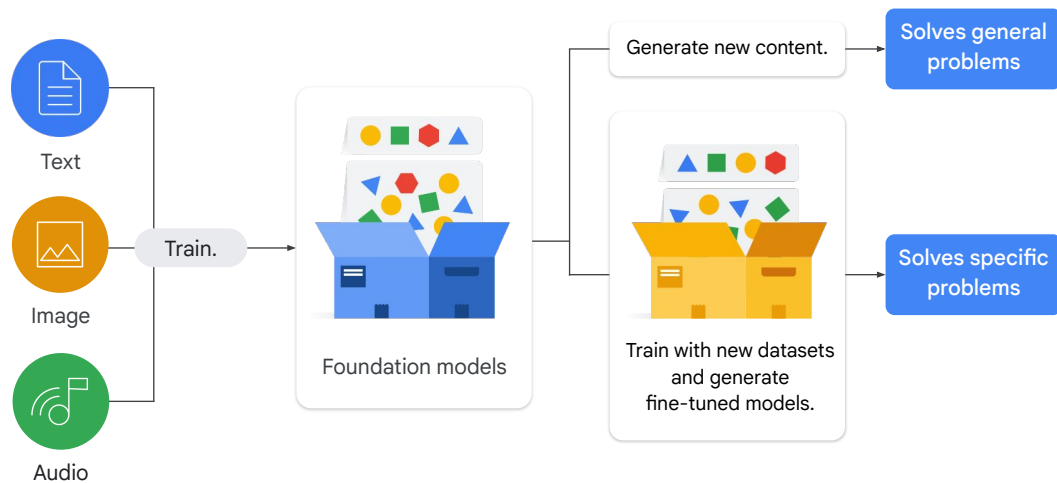 Text
Image
Audio
Train.
Foundation models
Generate new content.
Solves general
problems
Train with new datasets
and generate
fine-tuned models.
Solves specific
problems